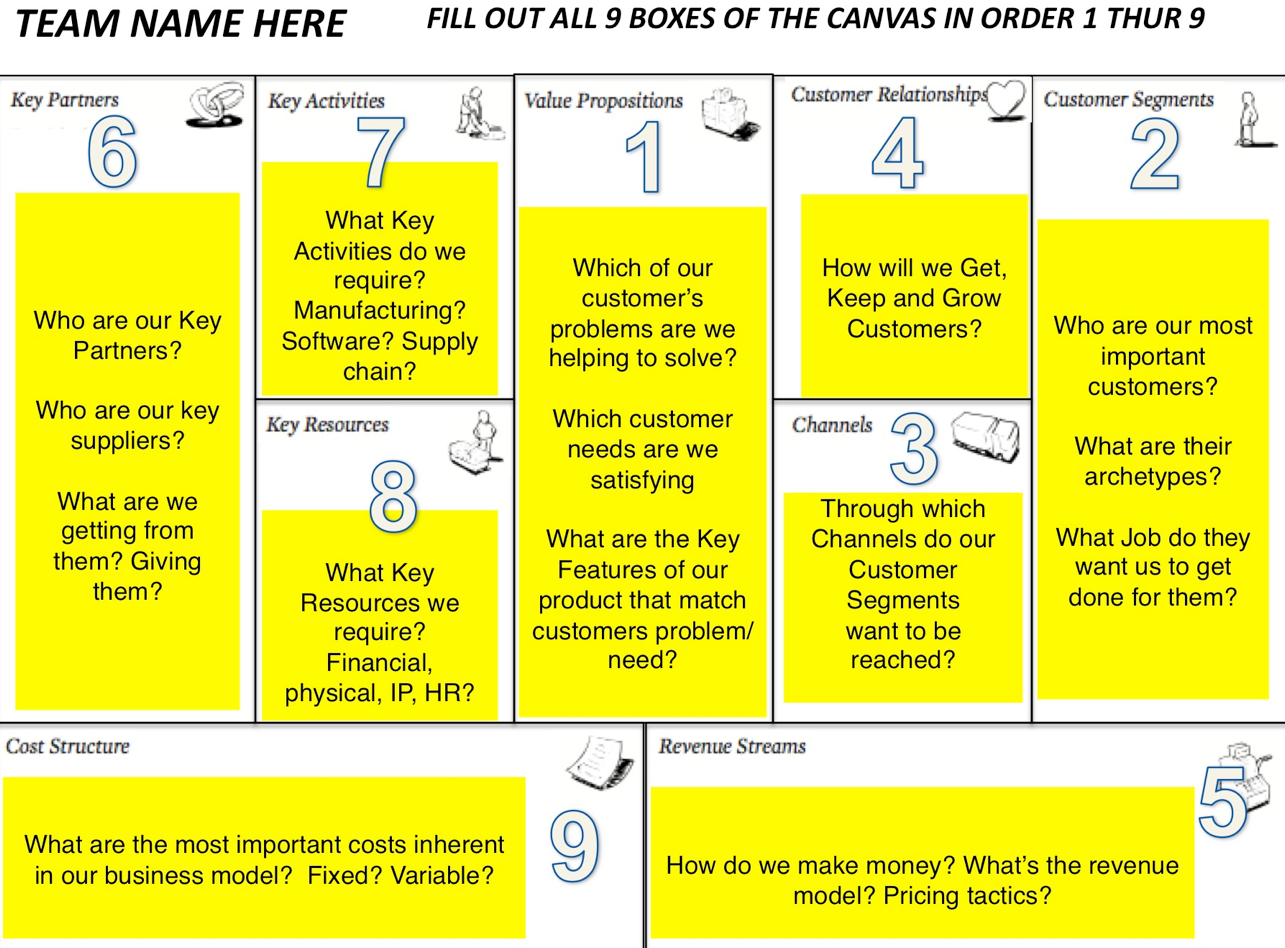 TEAM NAME HERE
FILL OUT ALL 9 BOXES OF THE CANVAS IN ORDER 1 THUR 9
Key Partners
6
Who are our Key
Partners?
Who are our key
suppliers?
What are we
getting from
them? Giving
them?
Key Activities
7
What Key
Activities do we
require?
Manufacturing?
Software? Supply
chain?
Key Resources
8
What Key
Resources we
require?
Financial,
physical, IP, HR?
Value Propositions
1
Which of our
customer’s
problems are we
helping to solve?
Which customer
needs are we
satisfying
What are the Key
Features of our
product that match
customers problem/
need?
Customer Relationships
4
How will we Get,
Keep and Grow
Customers?
Channels
3
Through which
Channels do our
Customer
Segments
want to be
reached?
Customer Segments
2
Who are our most
important
customers?
What are their
archetypes?
What Job do they
want us to get
done for them?
Cost Structure
9
What are the most important costs inherent
in our business model?  Fixed? Variable?
Revenue Streams
5
How do we make money? What’s the revenue
model? Pricing tactics?